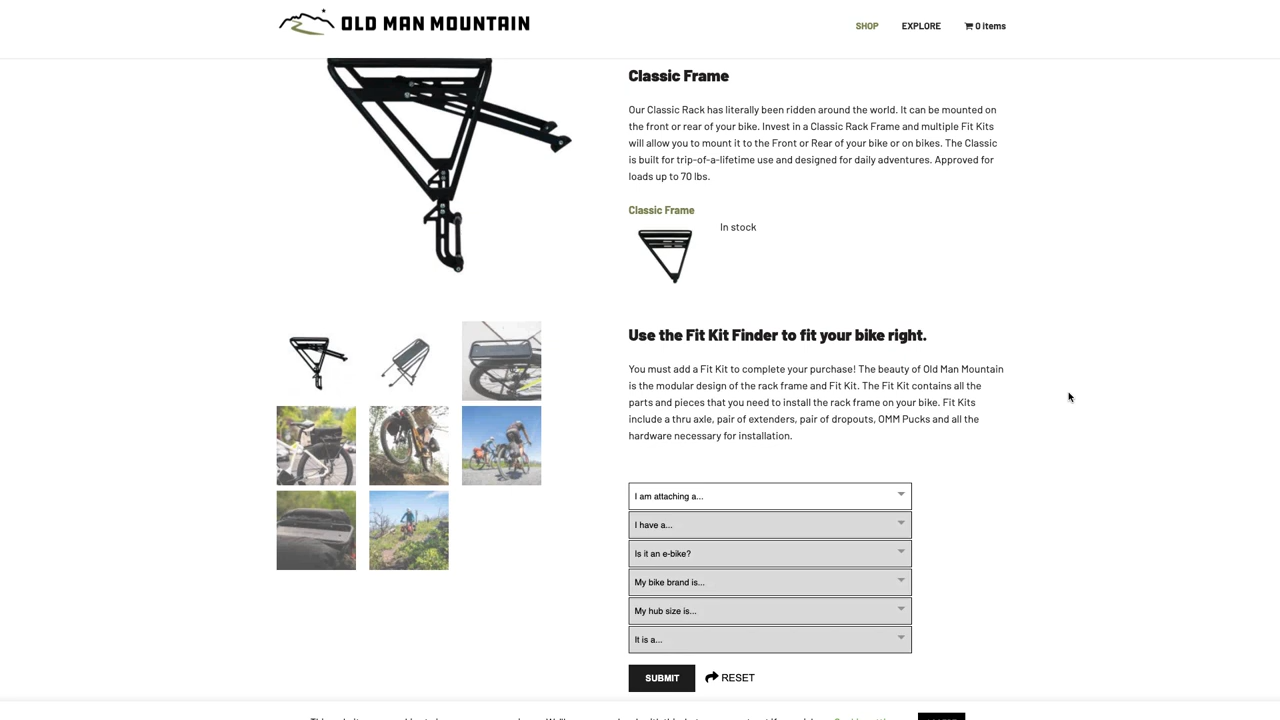 OLD MAN MOUNTAIN
SHOP
EXPLORE
0 items
Classic Frame
Our Classic Rack has literally been ridden around the world. It can be mounted on
the front or rear of your bike. Invest in a Classic Rack Frame and multiple Fit Kits
will allow you to mount it to the Front or Rear of your bike or on bikes. The Classic
is built for trip-of-a-lifetime use and designed for daily adventures. Approved for
loads up to 70 lbs.
Classic Frame
In stock
Use the Fit Kit Finder to fit your bike right.
You must add a Fit Kit to complete your purchase! The beauty of Old Man Mountain
is the modular design of the rack frame and Fit Kit. The Fit Kit contains all the
parts and pieces that you need to install the rack frame on your bike. Fit Kits
include a thru axle, pair of extenders, pair of dropouts, OMM Pucks and all the
hardware necessary for installation.
I am attaching a...
I have a...
Is it an e-bike?
My bike brand is...
My hub size is...
It is a...
SUBMIT
RESET